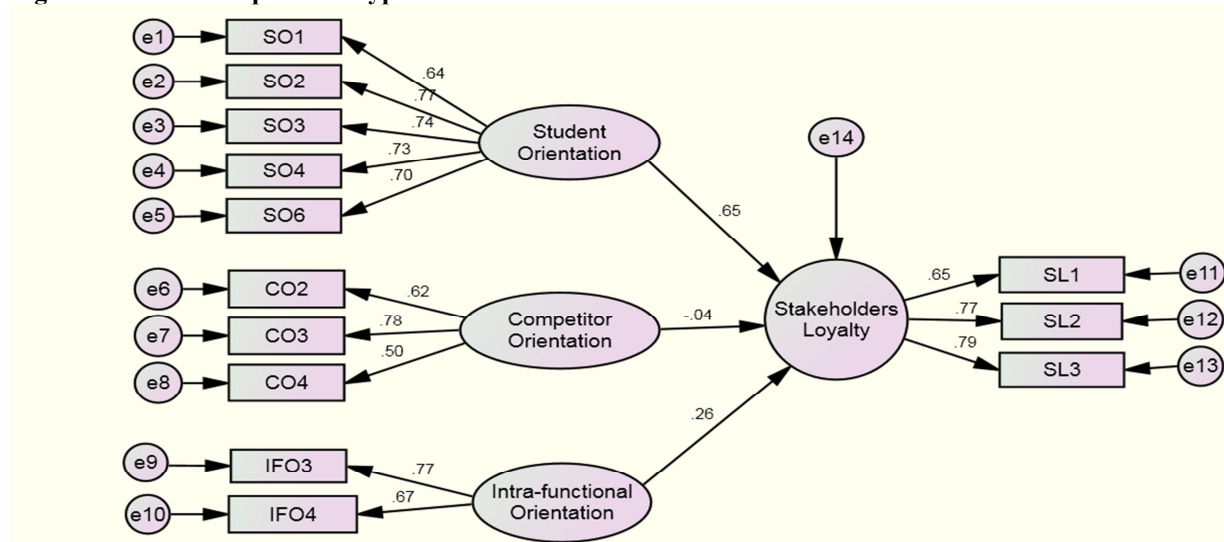 e1
SO1
.64
e2
SO2
.77
e3
SO3
.74
e4
SO4
.73
e5
SO6
.70
Student
Orientation
e14
.65
e6
CO2
.62
e7
CO3
.78
e8
CO4
.50
Competitor
Orientation
-.04
Stakeholders
Loyalty
.65
SL1
e11
.77
SL2
e12
.79
SL3
e13
.26
e9
IFO3
.77
e10
IFO4
.67
Intra-functional
Orientation